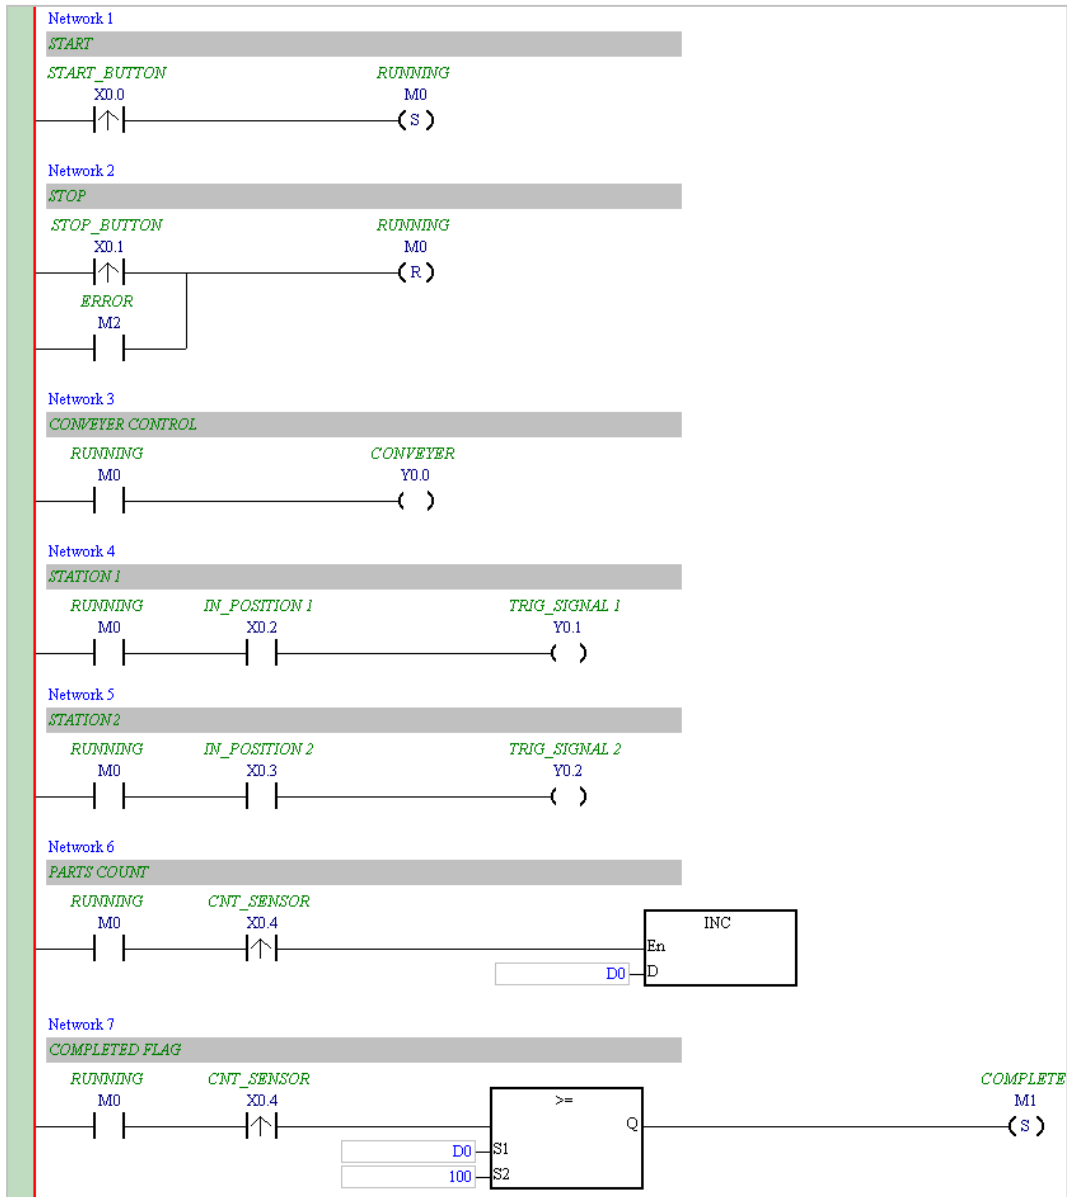 Network 1
START
START_BUTTON RUNNING
X0.0 M0
S
Network 2
STOP
STOP_BUTTON RUNNING
X0.1 M0
R
ERROR
M2
Network 3
CONVEYER CONTROL
RUNNING CONVEYER
M0 Y0.0
Network 4
STATION 1
RUNNING IN_POSITION 1 TRIG_SIGNAL 1
M0 X0.2 Y0.1
Network 5
STATION2
RUNNING IN_POSITION 2 TRIG_SIGNAL 2
M0 X0.3 Y0.2
Network 6
PARTS COUNT
RUNNING CNT_SENSOR
M0 X0.4 INC
En
D0 D
Network 7
COMPLETED FLAG
RUNNING CNT_SENSOR COMPLETE
M0 X0.4 >= M1
Q S
D0 S1
100 S2